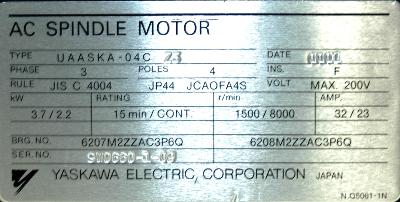 AC SPINDLE MOTOR
TYPE UAASKA-04C Z3 DATE
PHASE 3 POLES 4 INS. F
RULE JIS C 4004 JP44 JCAOFA4S VOLT MAX. 200V
kW RATING r/min AMP.
3.7/2.2 15 min/CONT. 1500/8000 32/23
BRG. NO. 6207M2ZZAC3P6Q 6208M2ZZAC3P6Q
SER. NO.
YASKAWA ELECTRIC, CORPORATION JAPAN
N.Q5061-1N